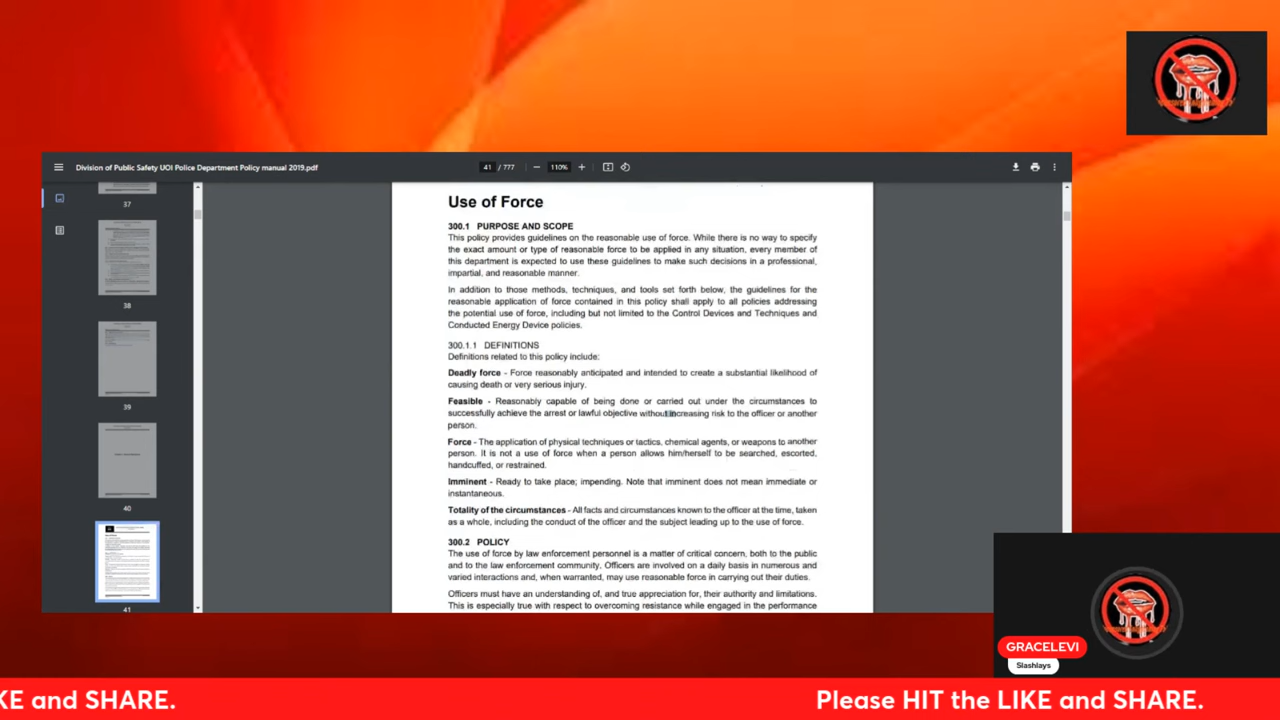 Division of Public Safety UOI Police Department Policy manual 2019.pdf
41 / 777
110%
37
38
39
40
41
Use of Force
300.1 PURPOSE AND SCOPE
This policy provides guidelines on the reasonable use of force. While there is no way to specify
the exact amount or type of reasonable force to be applied in any situation, every member of
this department is expected to use these guidelines to make such decisions in a professional,
impartial, and reasonable manner.
In addition to those methods, techniques, and tools set forth below, the guidelines for the
reasonable application of force contained in this policy shall apply to all policies addressing
the potential use of force, including but not limited to the Control Devices and Techniques and
Conducted Energy Device policies.
300.1.1 DEFINITIONS
Definitions related to this policy include:
Deadly force - Force reasonably anticipated and intended to create a substantial likelihood of
causing death or very serious injury.
Feasible - Reasonably capable of being done or carried out under the circumstances to
successfully achieve the arrest or lawful objective without increasing risk to the officer or another
person.
Force - The application of physical techniques or tactics, chemical agents, or weapons to another
person. It is not a use of force when a person allows him/herself to be searched, escorted,
handcuffed, or restrained.
Imminent - Ready to take place; impending. Note that imminent does not mean immediate or
instantaneous.
Totality of the circumstances - All facts and circumstances known to the officer at the time, taken
as a whole, including the conduct of the officer and the subject leading up to the use of force.
300.2 POLICY
The use of force by law enforcement personnel is a matter of critical concern, both to the public
and to the law enforcement community. Officers are involved on a daily basis in numerous and
varied interactions and, when warranted, may use reasonable force in carrying out their duties.
Officers must have an understanding of, and true appreciation for, their authority and limitations.
This is especially true with respect to overcoming resistance while engaged in the performance
GRACELEVI
Slashlays
KE and SHARE.
Please HIT the LIKE and SHARE.